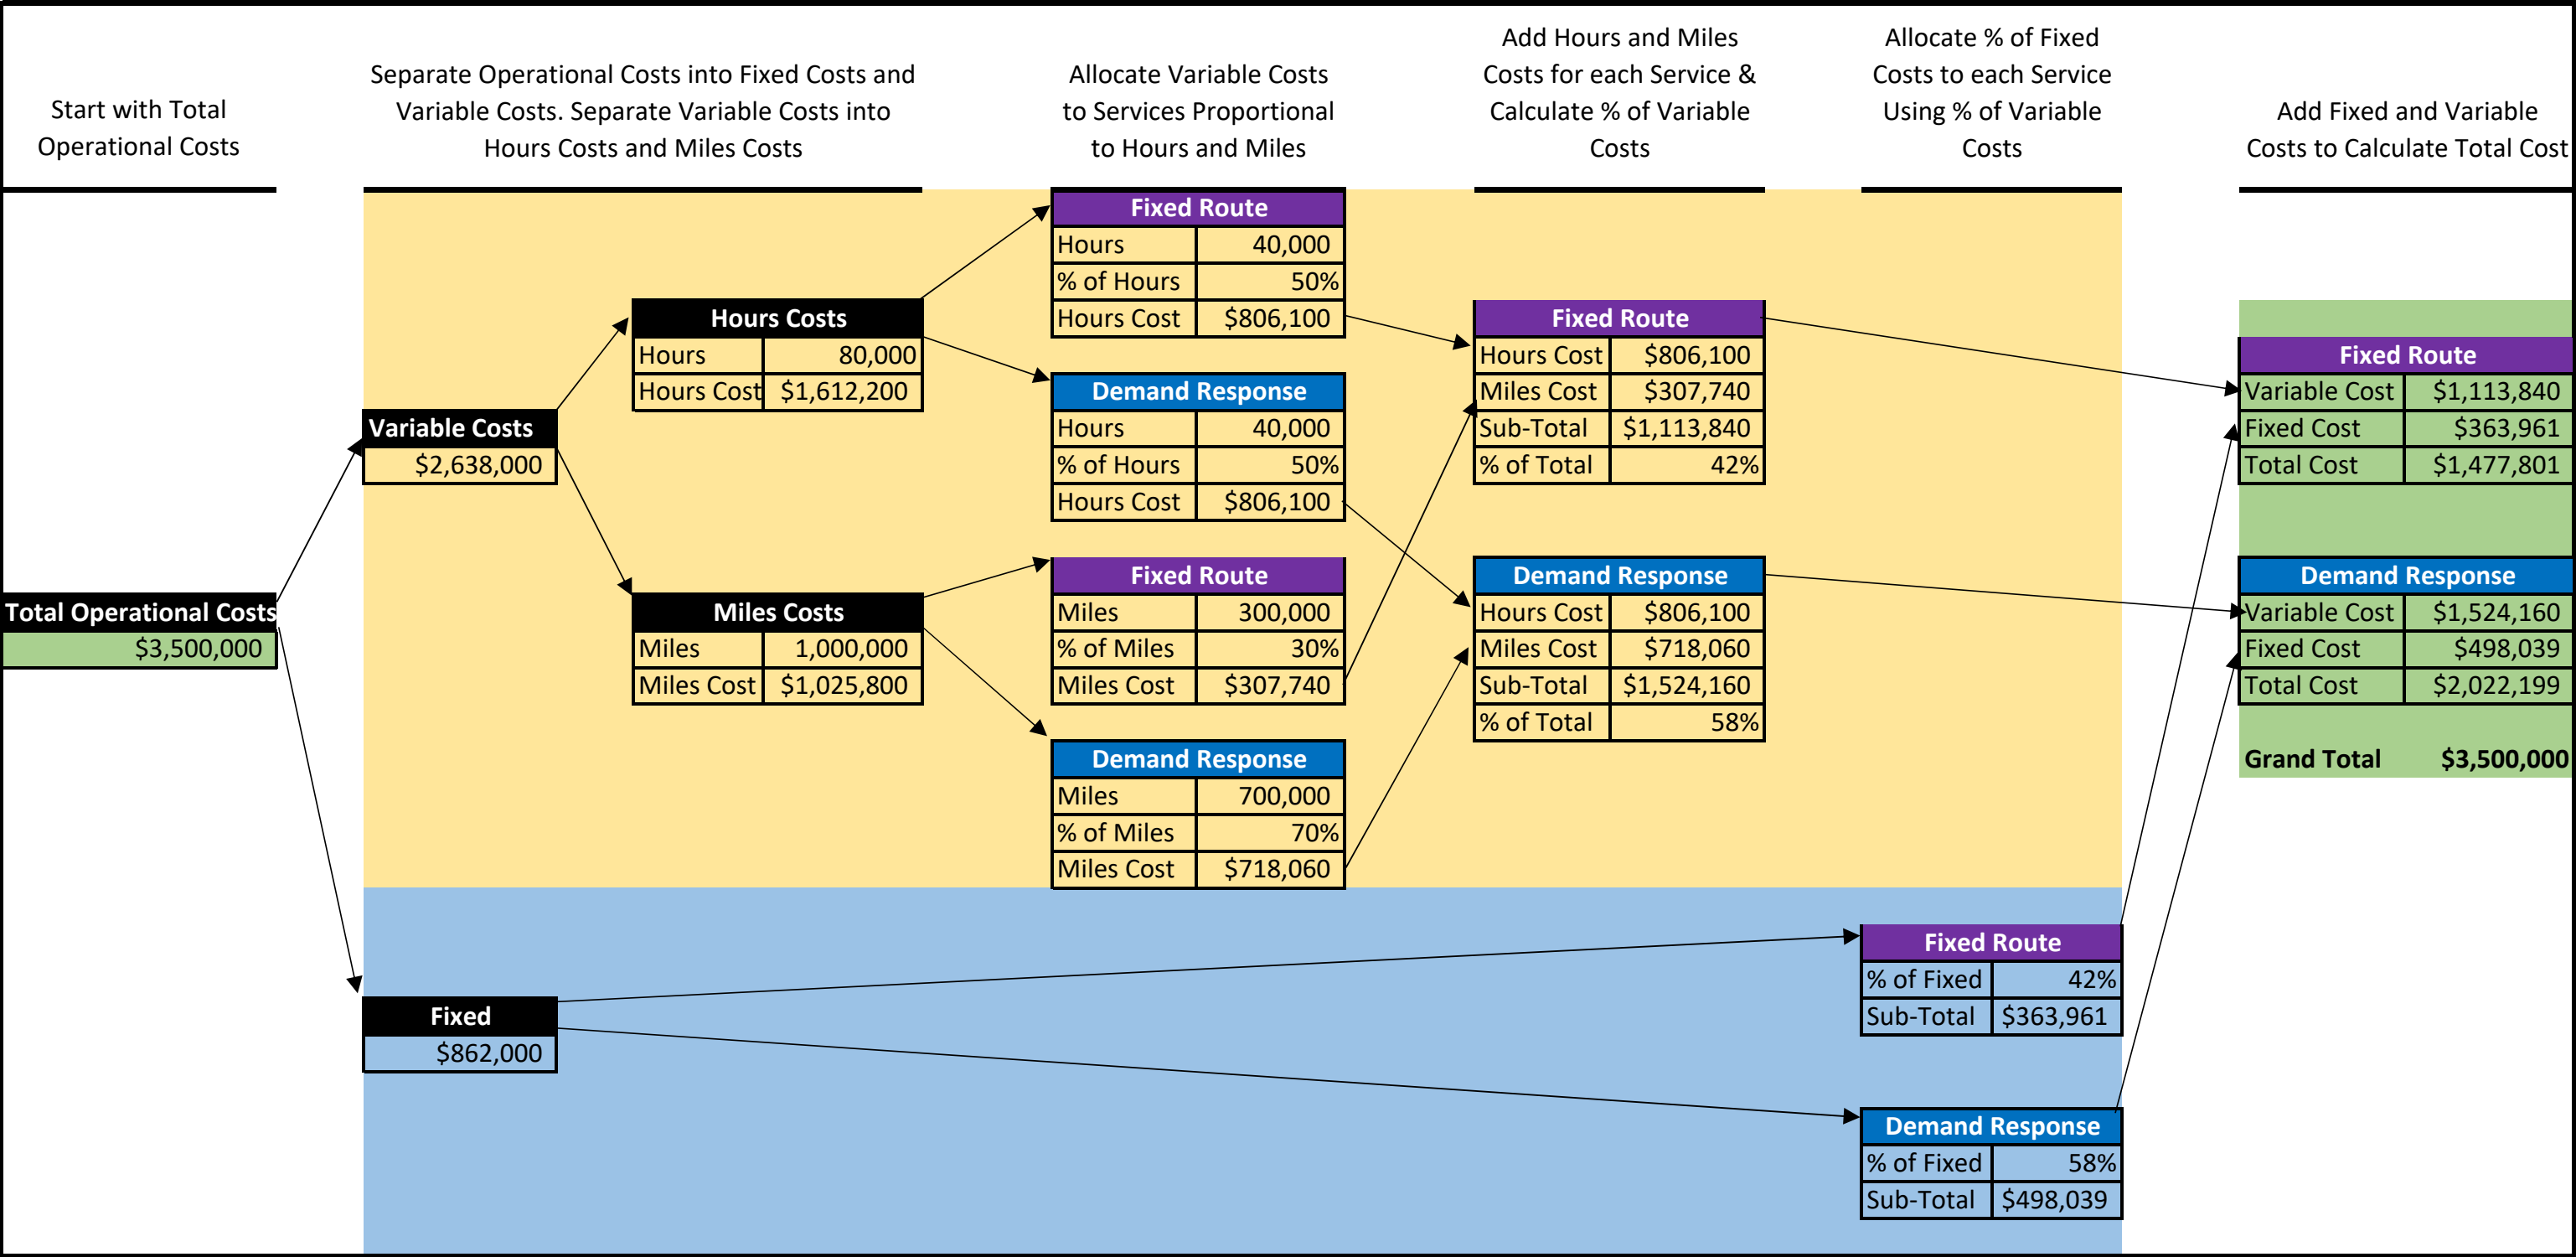 Start with Total
Operational Costs
Separate Operational Costs into Fixed Costs and
Variable Costs. Separate Variable Costs into
Hours Costs and Miles Costs
Allocate Variable Costs
to Services Proportional
to Hours and Miles
Add Hours and Miles
Costs for each Service &
Calculate % of Variable
Costs
Allocate % of Fixed
Costs to each Service
Using % of Variable
Costs
Add Fixed and Variable
Costs to Calculate Total Cost
Total Operational Costs
$3,500,000
Variable Costs
$2,638,000
Hours Costs
Hours 80,000
Hours Cost $1,612,200
Miles Costs
Miles 1,000,000
Miles Cost $1,025,800
Fixed Route
Hours 40,000
% of Hours 50%
Hours Cost $806,100
Demand Response
Hours 40,000
% of Hours 50%
Hours Cost $806,100
Fixed Route
Miles 300,000
% of Miles 30%
Miles Cost $307,740
Demand Response
Miles 700,000
% of Miles 70%
Miles Cost $718,060
Fixed Route
Hours Cost $806,100
Miles Cost $307,740
Sub-Total $1,113,840
% of Total 42%
Demand Response
Hours Cost $806,100
Miles Cost $718,060
Sub-Total $1,524,160
% of Total 58%
Fixed
$862,000
Fixed Route
% of Fixed 42%
Sub-Total $363,961
Demand Response
% of Fixed 58%
Sub-Total $498,039
Fixed Route
Variable Cost $1,113,840
Fixed Cost $363,961
Total Cost $1,477,801
Demand Response
Variable Cost $1,524,160
Fixed Cost $498,039
Total Cost $2,022,199
Grand Total $3,500,000